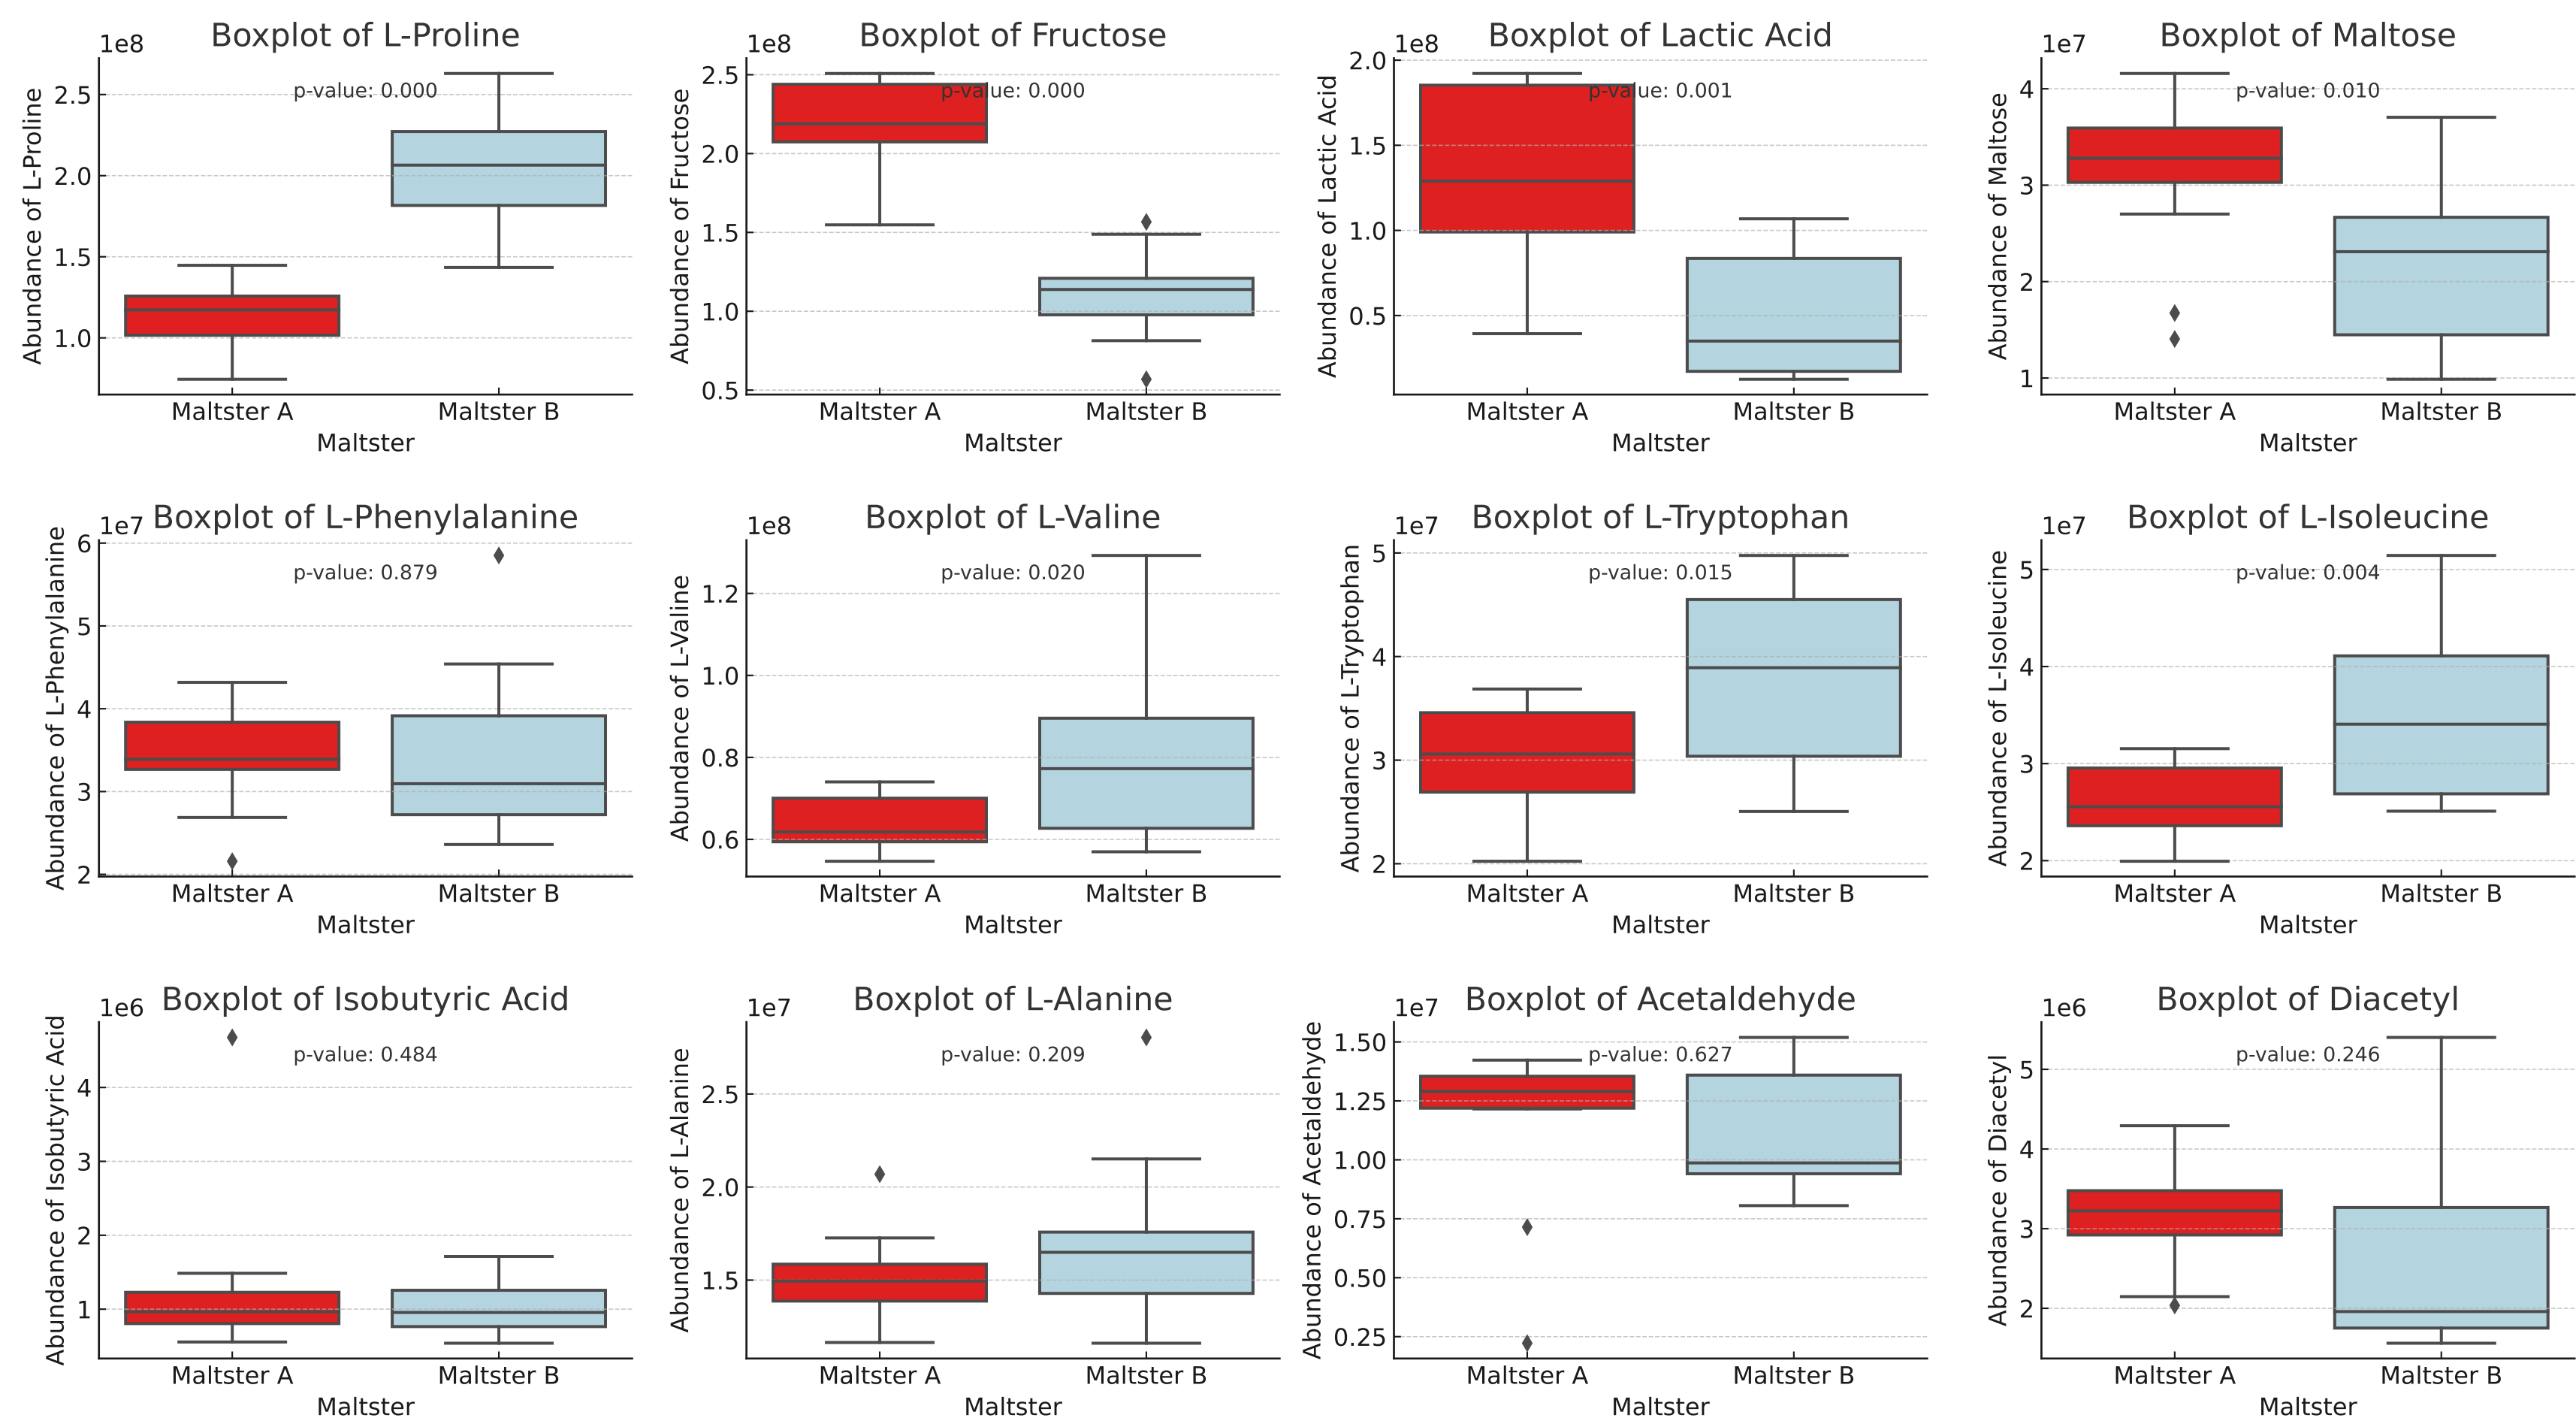 Boxplot of L-Proline
1e8
p-value: 0.000
Abundance of L-Proline
2.5
2.0
1.5
1.0
Maltster A
Maltster B
Maltster
Boxplot of Fructose
1e8
p-value: 0.000
Abundance of Fructose
2.5
2.0
1.5
1.0
0.5
Maltster A
Maltster B
Maltster
Boxplot of Lactic Acid
1e8
p-value: 0.001
Abundance of Lactic Acid
2.0
1.5
1.0
0.5
Maltster A
Maltster B
Maltster
Boxplot of Maltose
1e7
p-value: 0.010
Abundance of Maltose
4
3
2
1
Maltster A
Maltster B
Maltster
Boxplot of L-Phenylalanine
1e7
p-value: 0.879
Abundance of L-Phenylalanine
6
5
4
3
2
Maltster A
Maltster B
Maltster
Boxplot of L-Valine
1e8
p-value: 0.020
Abundance of L-Valine
1.2
1.0
0.8
0.6
Maltster A
Maltster B
Maltster
Boxplot of L-Tryptophan
1e7
p-value: 0.015
Abundance of L-Tryptophan
5
4
3
2
Maltster A
Maltster B
Maltster
Boxplot of L-Isoleucine
1e7
p-value: 0.004
Abundance of L-Isoleucine
5
4
3
2
Maltster A
Maltster B
Maltster
Boxplot of Isobutyric Acid
1e6
p-value: 0.484
Abundance of Isobutyric Acid
4
3
2
1
Maltster A
Maltster B
Maltster
Boxplot of L-Alanine
1e7
p-value: 0.209
Abundance of L-Alanine
2.5
2.0
1.5
Maltster A
Maltster B
Maltster
Boxplot of Acetaldehyde
1e7
p-value: 0.627
Abundance of Acetaldehyde
1.50
1.25
1.00
0.75
0.50
0.25
Maltster A
Maltster B
Maltster
Boxplot of Diacetyl
1e6
p-value: 0.246
Abundance of Diacetyl
5
4
3
2
Maltster A
Maltster B
Maltster